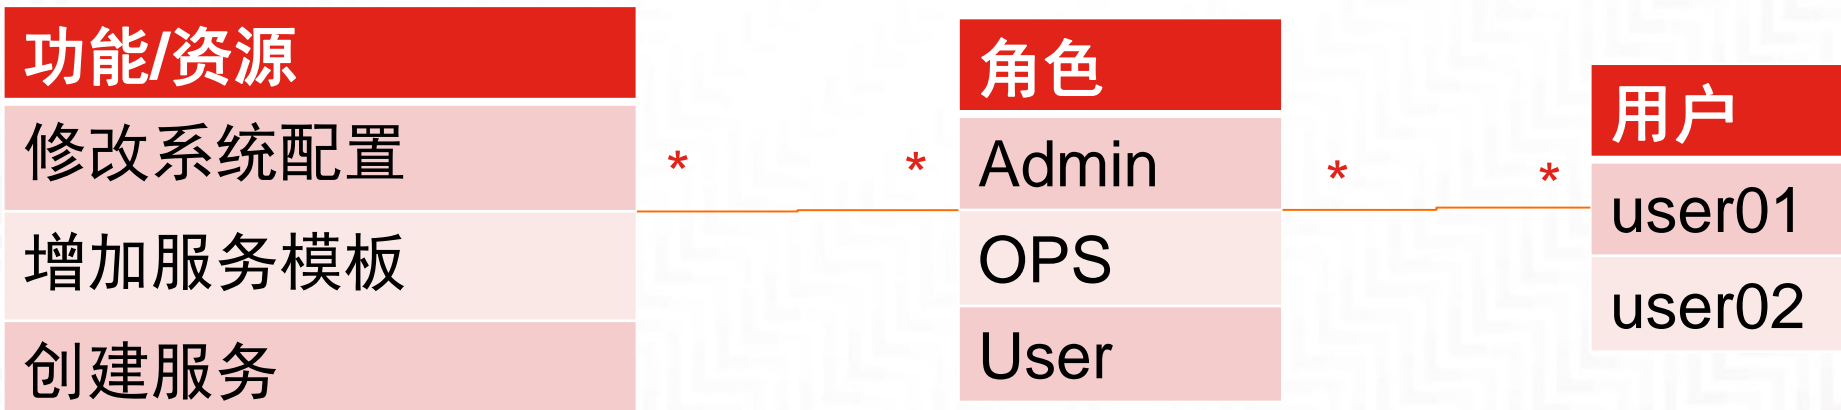 功能/资源
修改系统配置
增加服务模板
创建服务
* *
角色
Admin
OPS
User
* *
用户
user01
user02